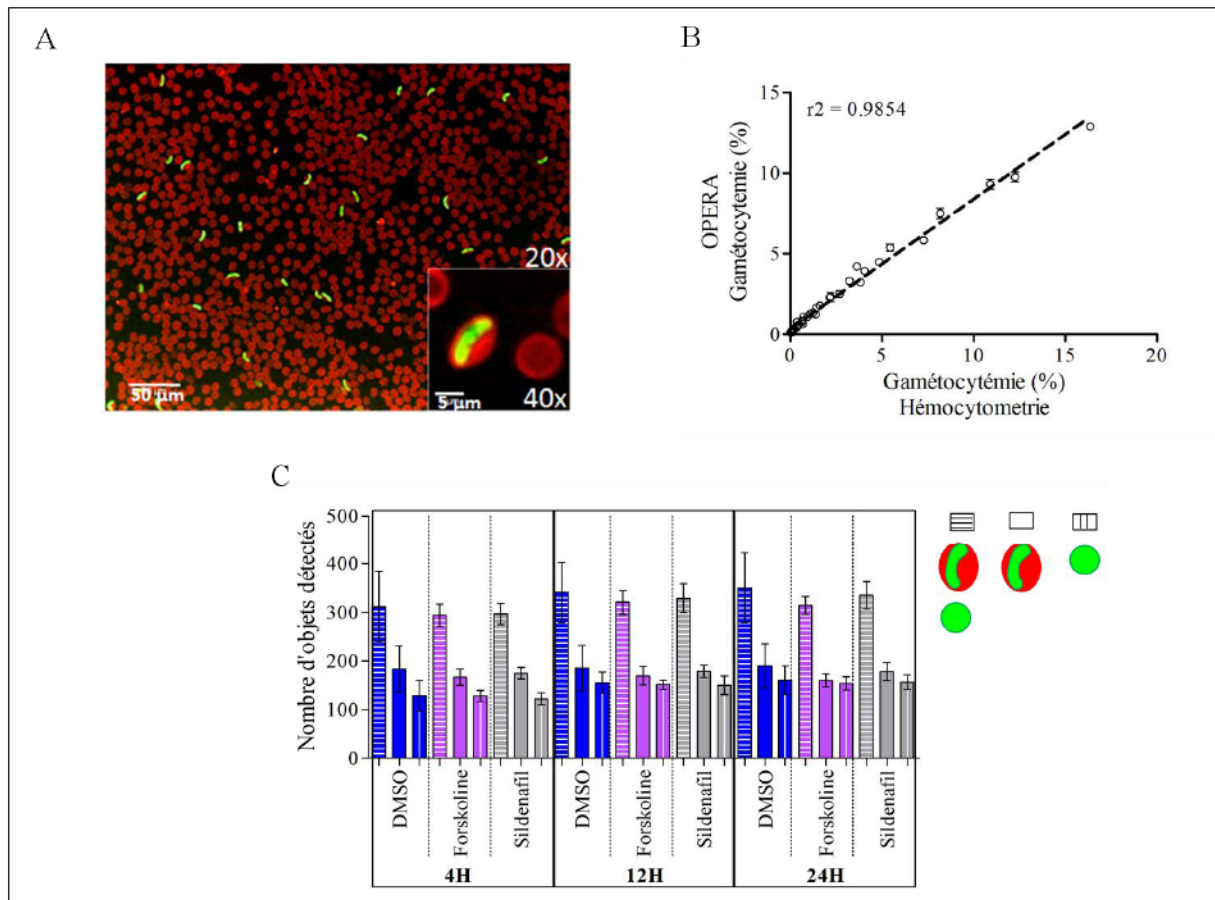 A
20x
50 µm
5 µm
40x
B
r2 = 0.9854
15
10
5
0
0 5 10 15 20
OPERA
Gamétocytemie (%)
Gamétocytémie (%)
Hémocytometrie
C
Nombre d'objets détectés
500
400
300
200
100
0
DMSO Forskoline Sildenafil DMSO Forskoline Sildenafil DMSO Forskoline Sildenafil
4H 12H 24H